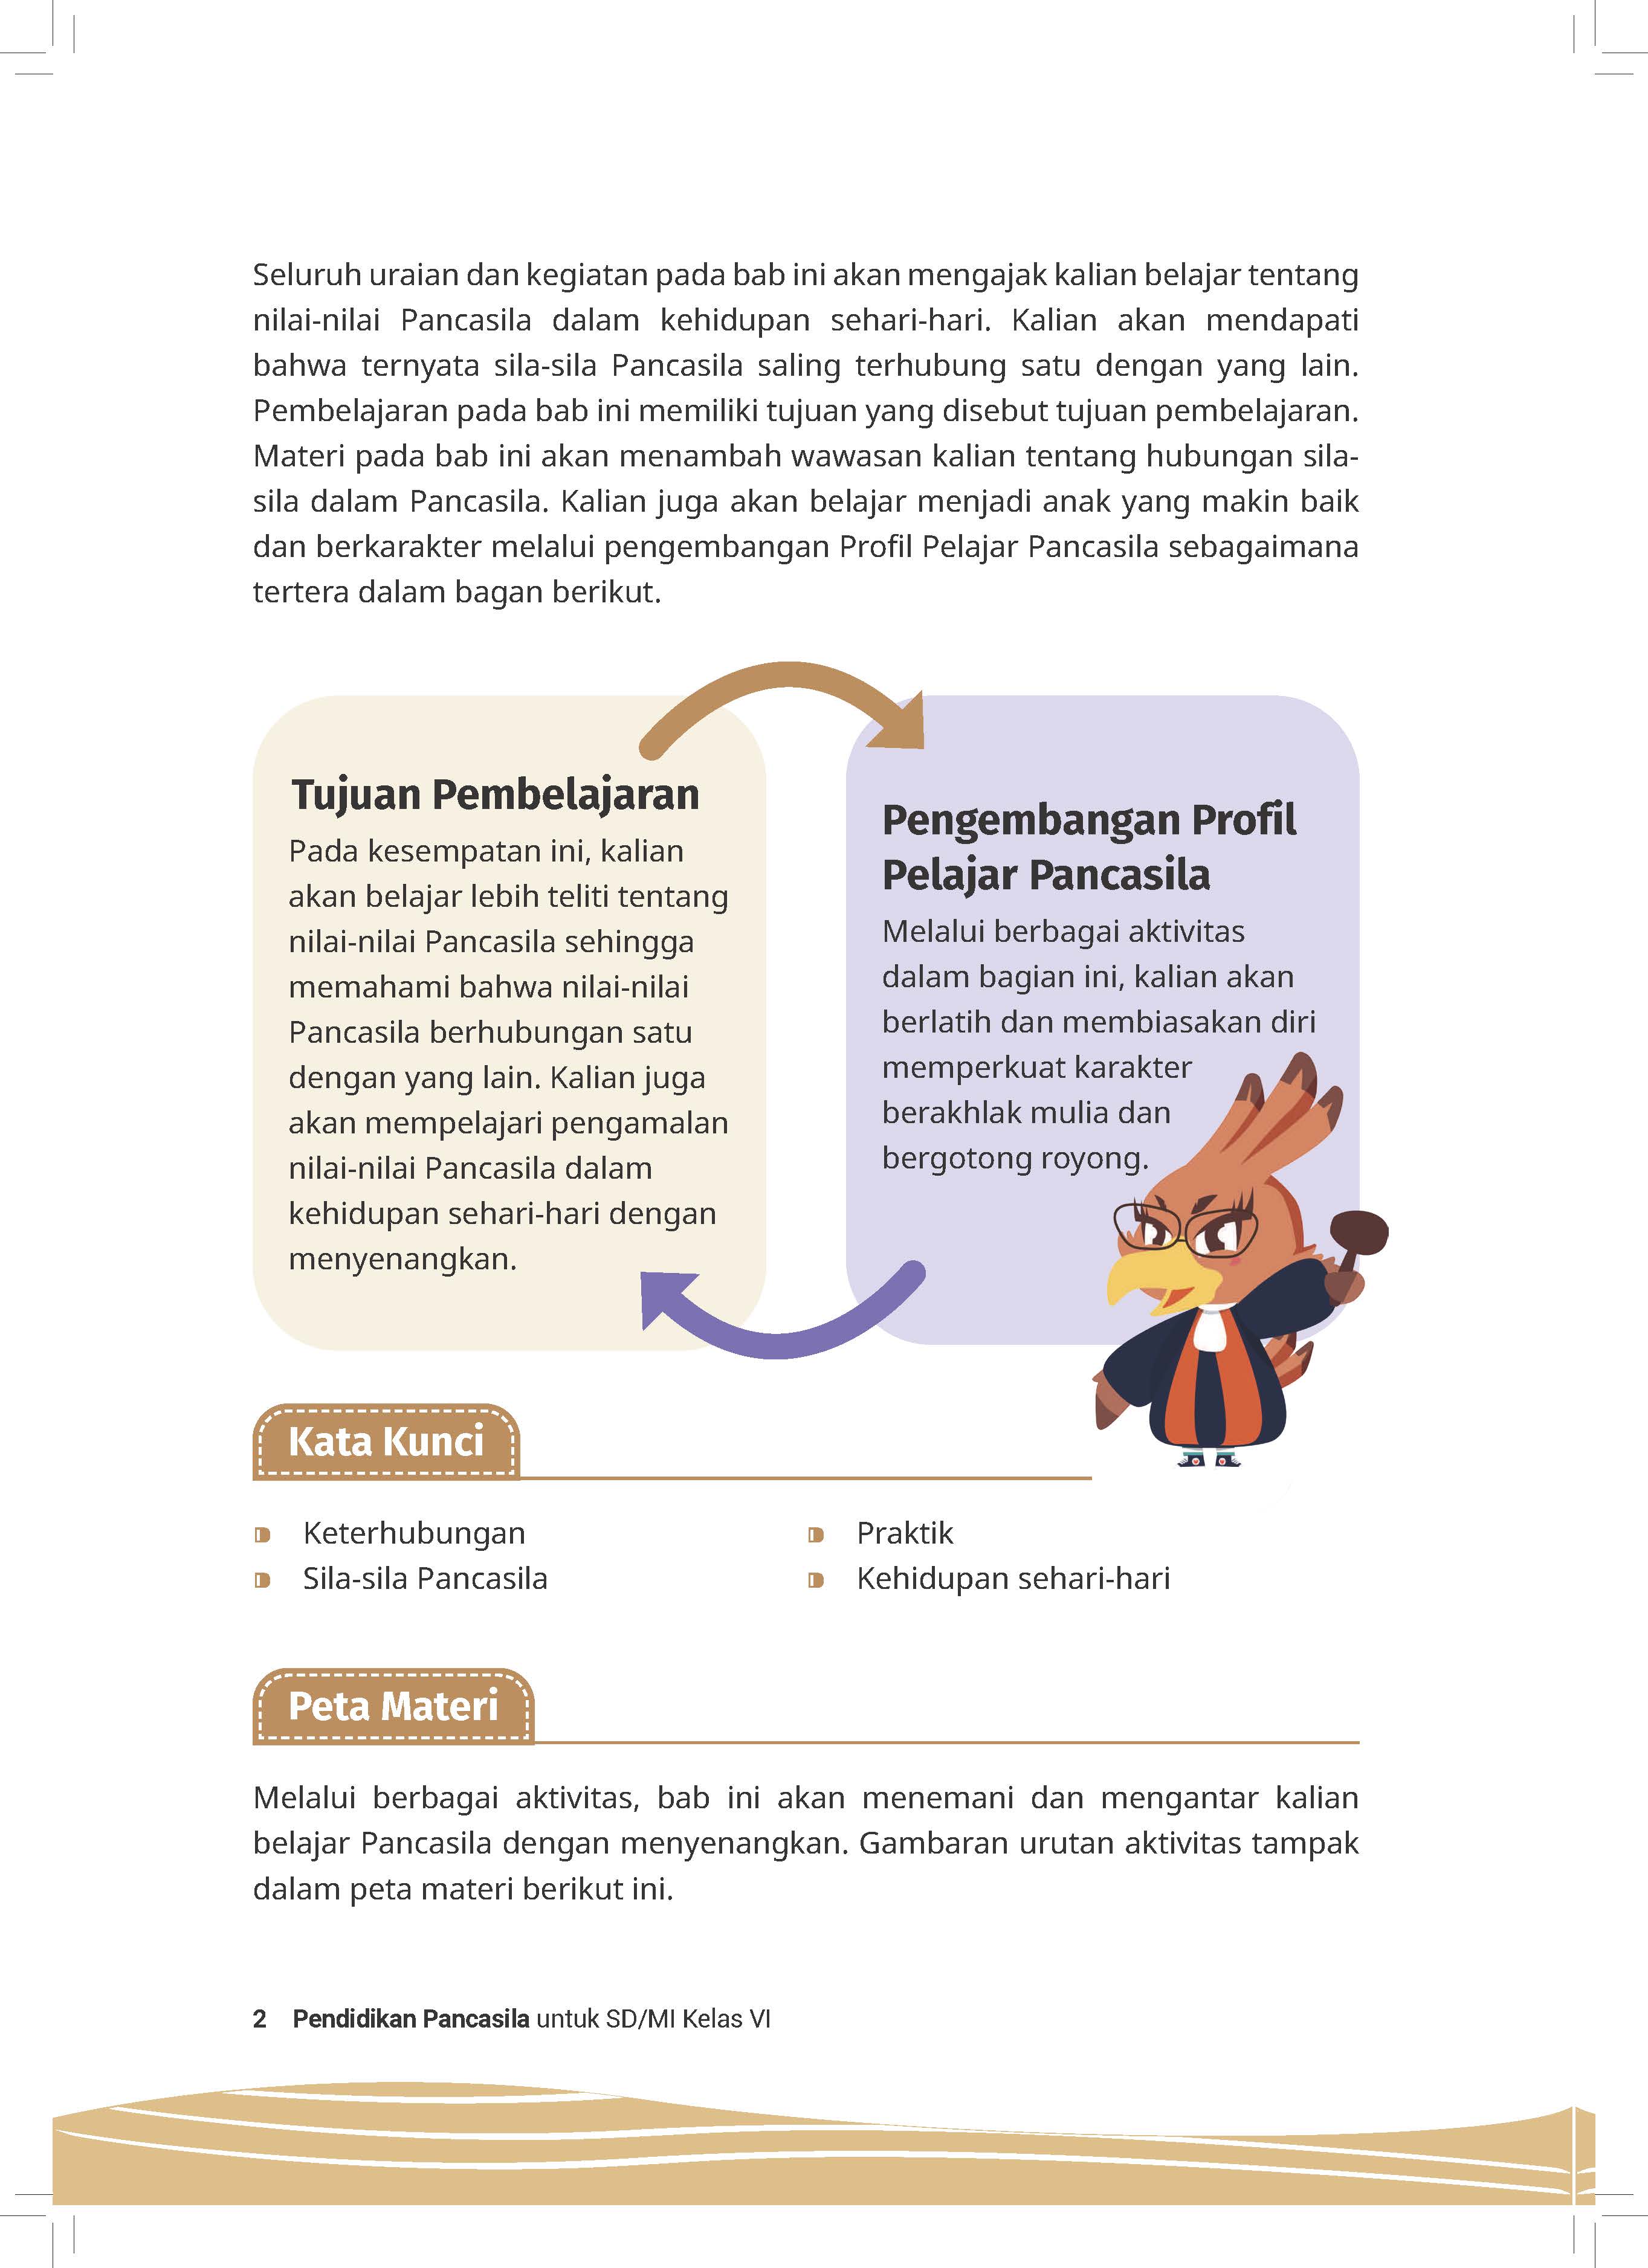 Seluruh uraian dan kegiatan pada bab ini akan mengajak kalian belajar tentang
nilai-nilai Pancasila dalam kehidupan sehari-hari. Kalian akan mendapati
bahwa ternyata sila-sila Pancasila saling terhubung satu dengan yang lain.
Pembelajaran pada bab ini memiliki tujuan yang disebut tujuan pembelajaran.
Materi pada bab ini akan menambah wawasan kalian tentang hubungan sila-
sila dalam Pancasila. Kalian juga akan belajar menjadi anak yang makin baik
dan berkarakter melalui pengembangan Profil Pelajar Pancasila sebagaimana
tertera dalam bagan berikut.
Tujuan Pembelajaran
Pada kesempatan ini, kalian
akan belajar lebih teliti tentang
nilai-nilai Pancasila sehingga
memahami bahwa nilai-nilai
Pancasila berhubungan satu
dengan yang lain. Kalian juga
akan mempelajari pengamalan
nilai-nilai Pancasila dalam
kehidupan sehari-hari dengan
menyenangkan.
Pengembangan Profil
Pelajar Pancasila
Melalui berbagai aktivitas
dalam bagian ini, kalian akan
berlatih dan membiasakan diri
memperkuat karakter
berakhlak mulia dan
bergotong royong.
Kata Kunci
Keterhubungan
Sila-sila Pancasila
Praktik
Kehidupan sehari-hari
Peta Materi
Melalui berbagai aktivitas, bab ini akan menemani dan mengantar kalian
belajar Pancasila dengan menyenangkan. Gambaran urutan aktivitas tampak
dalam peta materi berikut ini.
2 Pendidikan Pancasila untuk SD/MI Kelas VI